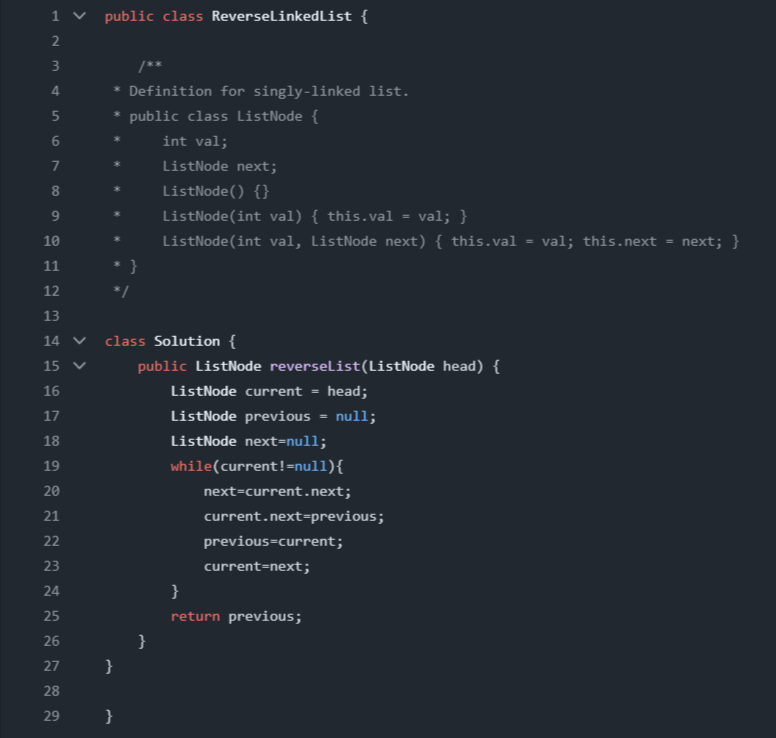 1 public class ReverseLinkedList {
2
3     /**
4  * Definition for singly-linked list.
5  * public class ListNode {
6  *     int val;
7  *     ListNode next;
8  *     ListNode() {}
9  *     ListNode(int val) { this.val = val; }
10  *     ListNode(int val, ListNode next) { this.val = val; this.next = next; }
11  * }
12  */
13
14 class Solution {
15     public ListNode reverseList(ListNode head) {
16         ListNode current = head;
17         ListNode previous = null;
18         ListNode next=null;
19         while(current!=null){
20             next=current.next;
21             current.next=previous;
22             previous=current;
23             current=next;
24         }
25         return previous;
26     }
27 }
28
29 }